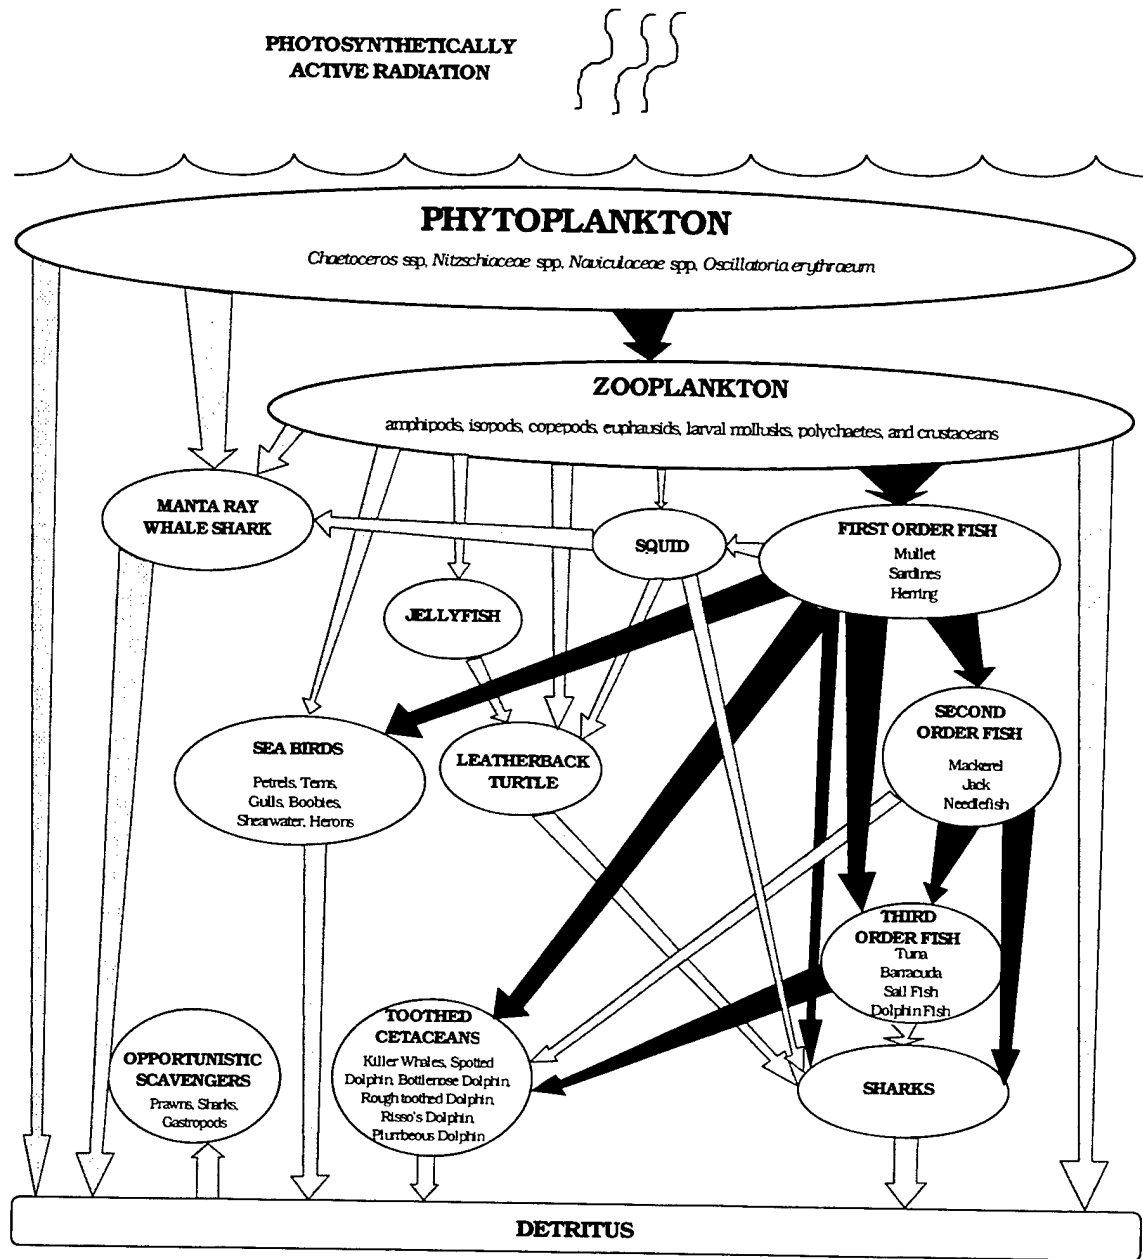 PHOTOSYNTHETICALLY
ACTIVE RADIATION
PHYTOPLANKTON
Chaetoceros ssp, Nitzschiaceae spp, Naviculaceae spp, Oscillatoria erythraeum
ZOOPLANKTON
amphipods, isopods, copepods, euphausids, larval mollusks, polychaetes, and crustaceans
MANTA RAY
WHALE SHARK
SQUID
FIRST ORDER FISH
Mullet
Sardines
Herring
JELLYFISH
SECOND
ORDER FISH
Mackerel
Jack
Needlefish
SEA BIRDS
Petrels, Terns,
Gulls, Boobies,
Shearwater, Herons
LEATHERBACK
TURTLE
THIRD
ORDER FISH
Tuna
Barracuda
Sail Fish
Dolphin Fish
TOOTHED
CETACEANS
Killer Whales, Spotted
Dolphin, Bottlenose Dolphin,
Rough toothed Dolphin,
Risso's Dolphin,
Plumbeous Dolphin
OPPORTUNISTIC
SCAVENGERS
Prawns, Sharks,
Gastropods
SHARKS
DETRITUS